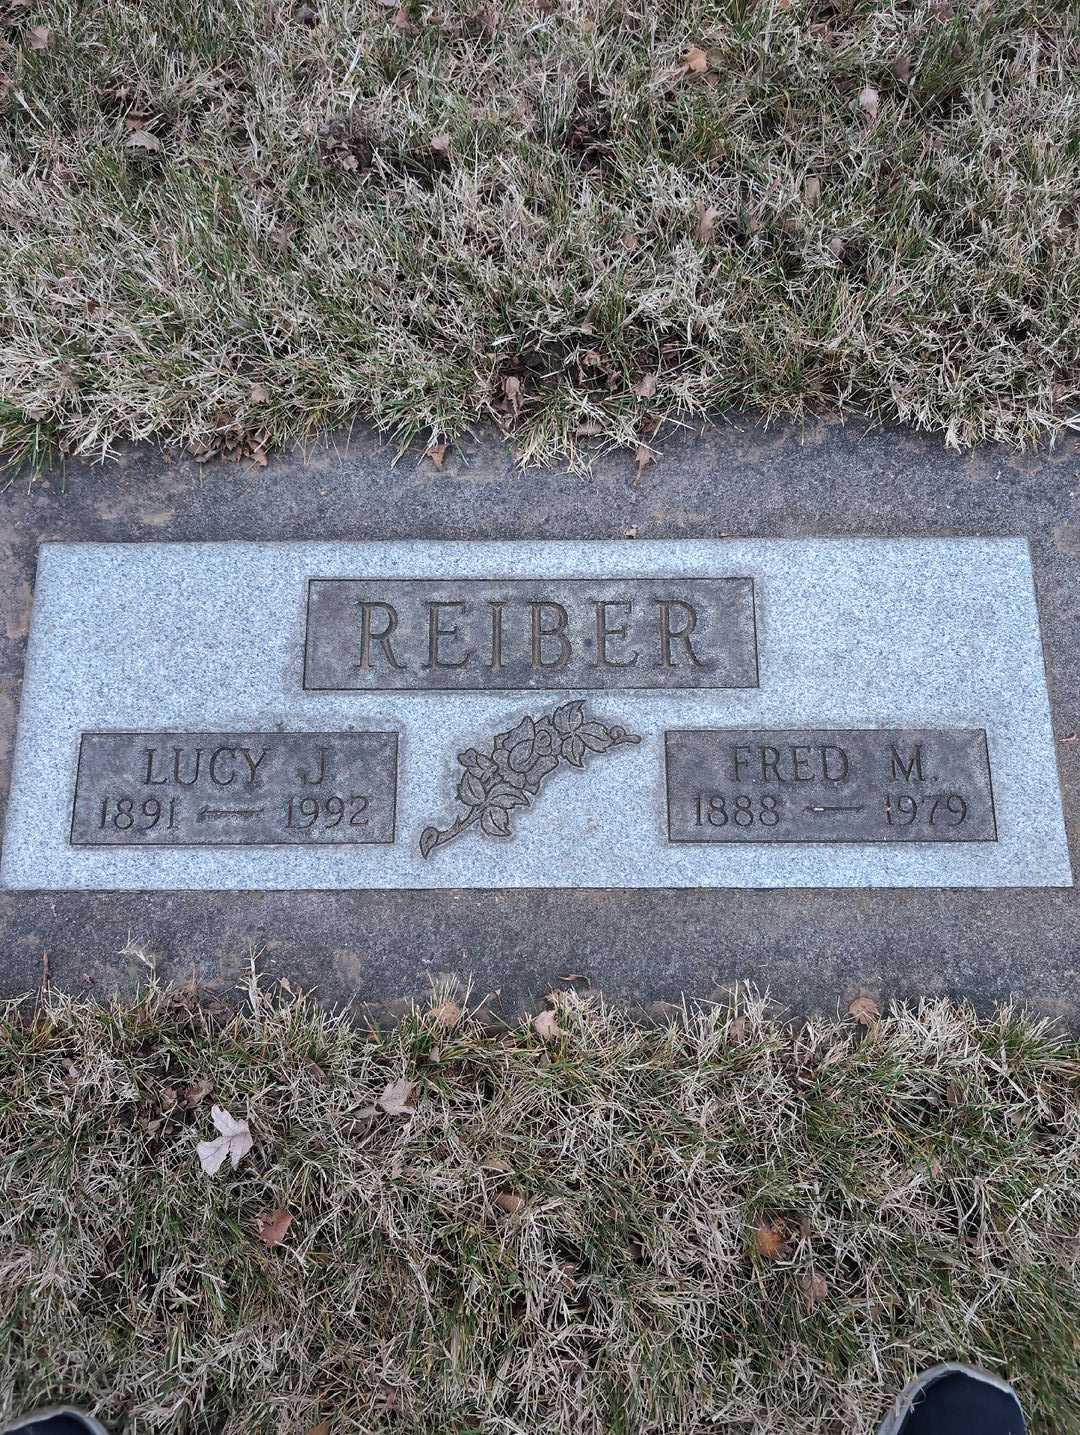 REIBER
LUCY J.
1891 — 1992
FRED M.
1888 — 1979